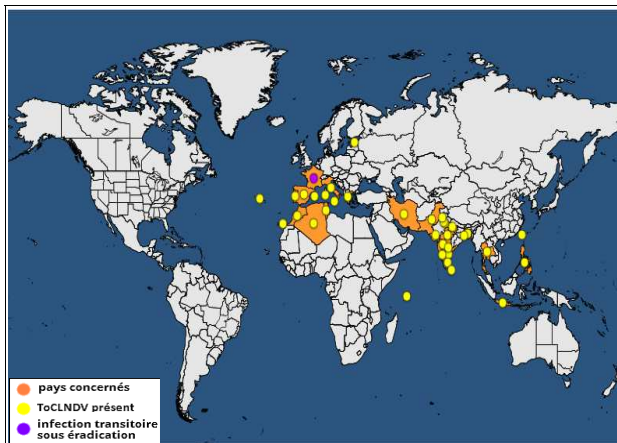 pays concernés
ToCLNDV présent
infection transitoire
sous éradication